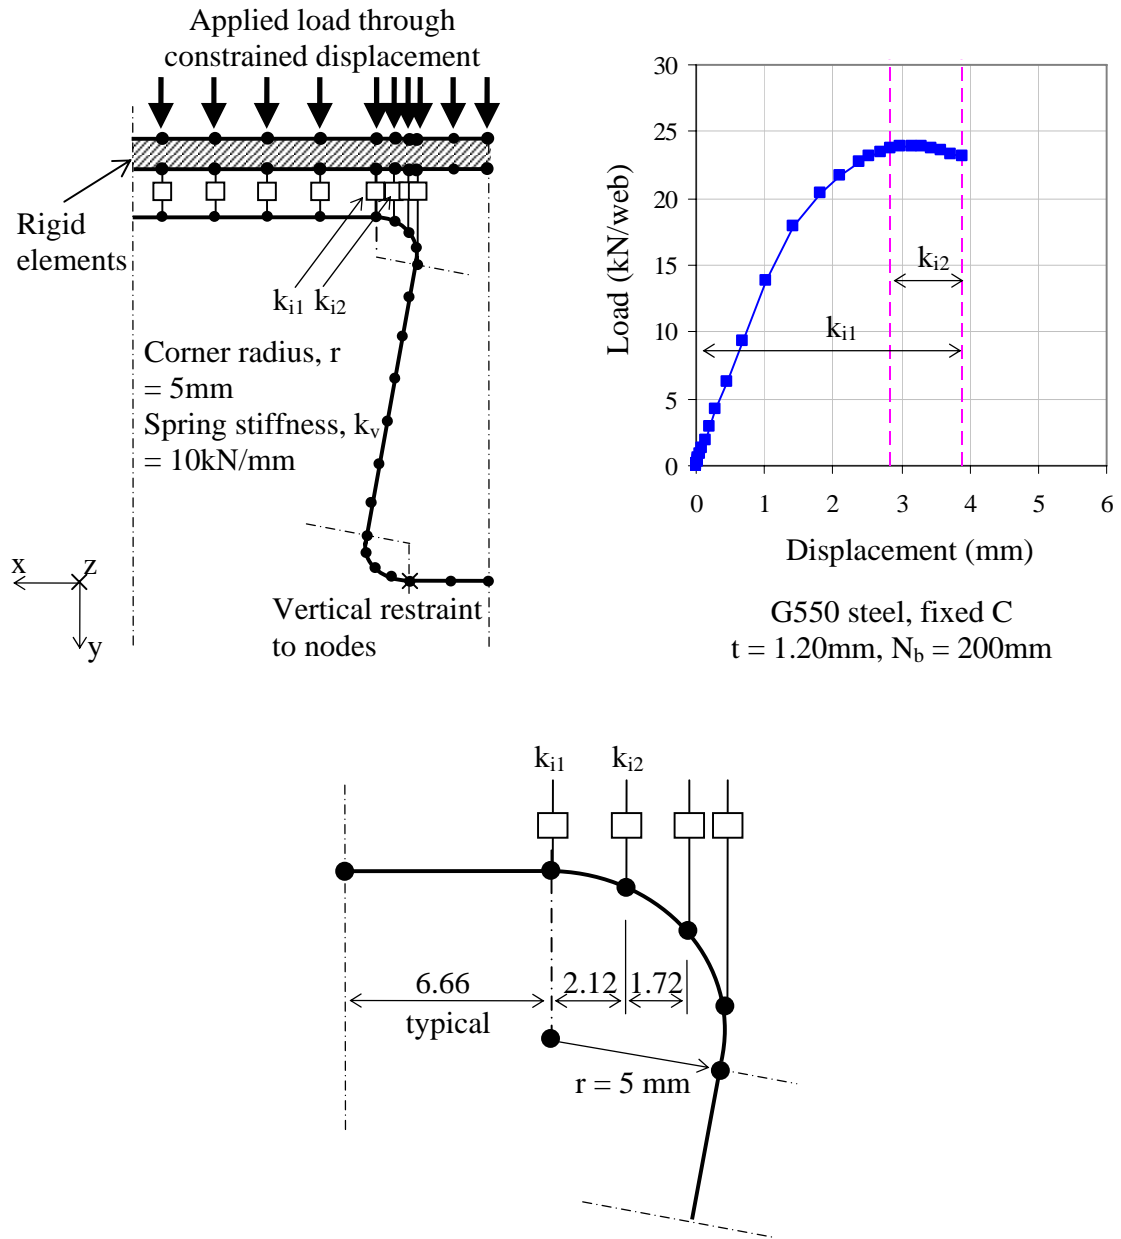 Applied load through
constrained displacement
Rigid
elements
k_i1 k_i2
Corner radius, r
= 5mm
Spring stiffness, k_v
= 10kN/mm
x
z
y
Vertical restraint
to nodes
Load (kN/web)
30
25
20
15
10
5
0
k_i2
k_i1
0 1 2 3 4 5 6
Displacement (mm)
G550 steel, fixed C
t = 1.20mm, N_b = 200mm
k_i1 k_i2
6.66
typical
2.12
1.72
r = 5 mm